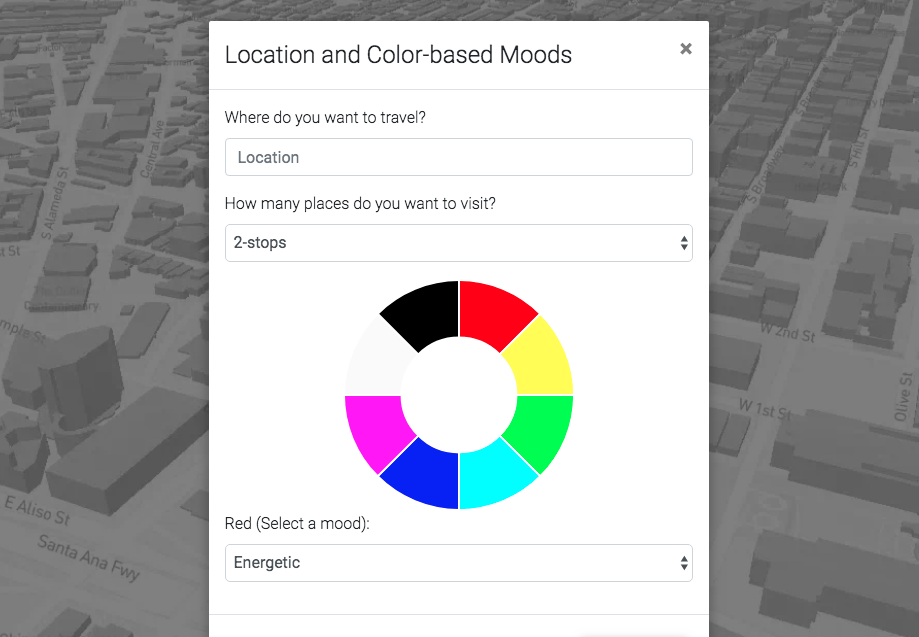 Location and Color-based Moods
×
Where do you want to travel?
Location
How many places do you want to visit?
2-stops
Red (Select a mood):
Energetic
S Alameda St
Central Ave
S Hill St
W 2nd St
W 1st St
Olive St
E Aliso St
Santa Ana Fwy